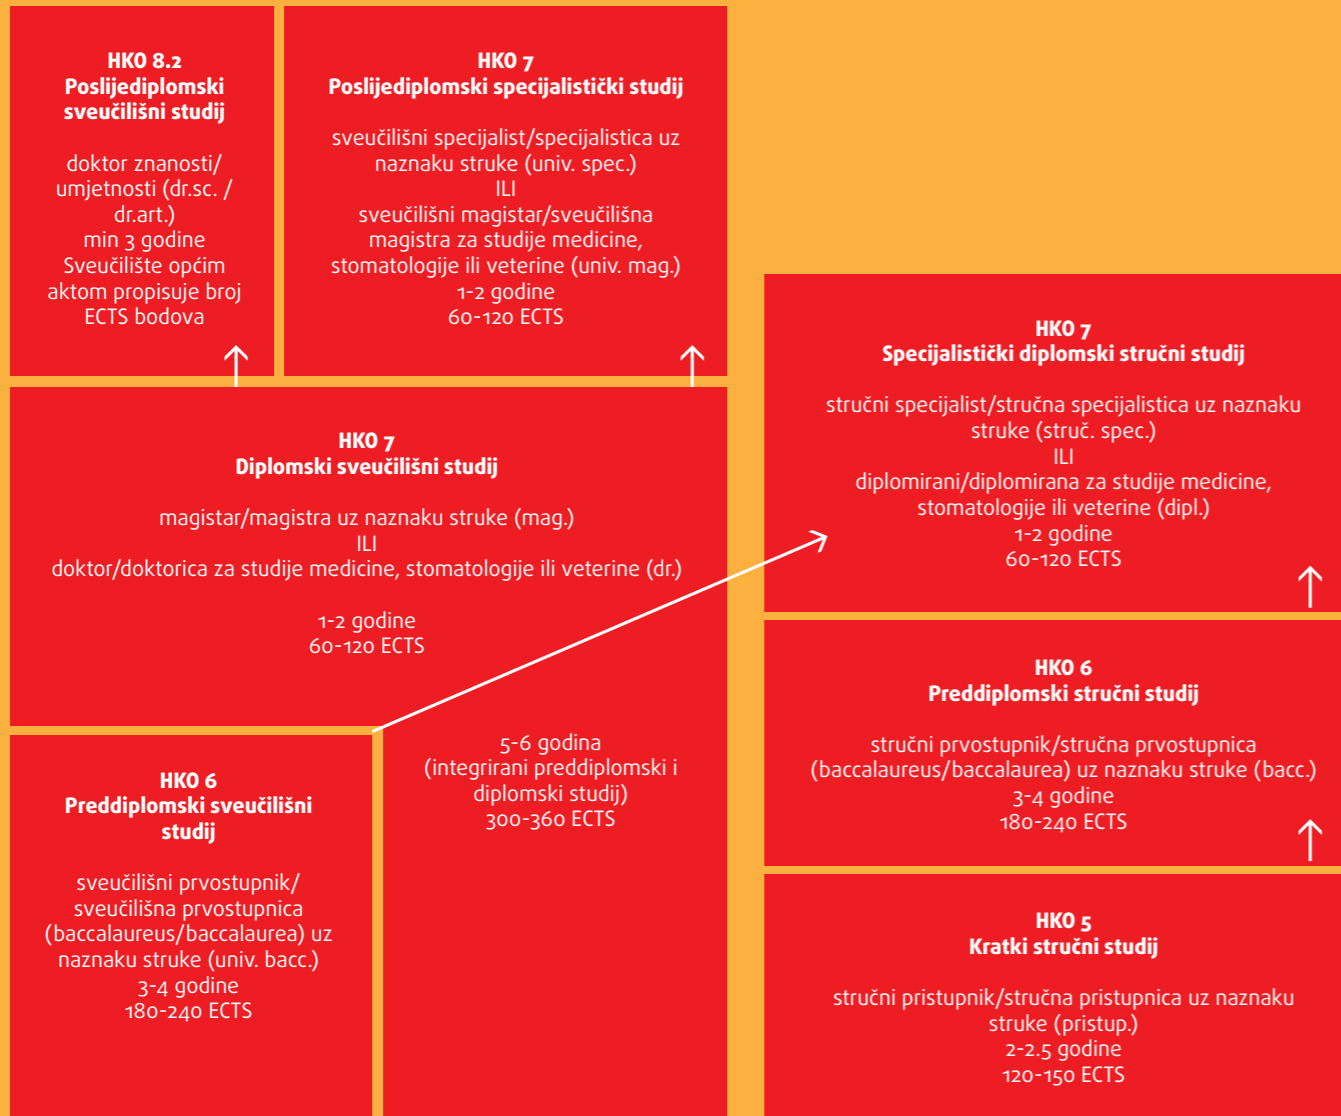 HKO 8.2
Poslijediplomski
sveučilišni studij
doktor znanosti/
umjetnosti (dr.sc. /
dr.art.)
min 3 godine
Sveučilište općim
aktom propisuje broj
ECTS bodova
HKO 7
Poslijediplomski specijalistički studij
sveučilišni specijalist/specijalistica uz
naznaku struke (univ. spec.)
ILI
sveučilišni magistar/sveučilišna
magistra za studije medicine,
stomatologije ili veterine (univ. mag.)
1-2 godine
60-120 ECTS
HKO 7
Diplomski sveučilišni studij
magistar/magistra uz naznaku struke (mag.)
ILI
doktor/doktorica za studije medicine, stomatologije ili veterine (dr.)
1-2 godine
60-120 ECTS
5-6 godina
(integrirani preddiplomski i
diplomski studij)
300-360 ECTS
HKO 6
Preddiplomski sveučilišni
studij
sveučilišni prvostupnik/
sveučilišna prvostupnica
(baccalaureus/baccalaurea) uz
naznaku struke (univ. bacc.)
3-4 godine
180-240 ECTS
HKO 7
Specijalistički diplomski stručni studij
stručni specijalist/stručna specijalistica uz naznaku
struke (struč. spec.)
ILI
diplomirani/diplomirana za studije medicine,
stomatologije ili veterine (dipl.)
1-2 godine
60-120 ECTS
HKO 6
Preddiplomski stručni studij
stručni prvostupnik/stručna prvostupnica
(baccalaureus/baccalaurea) uz naznaku struke (bacc.)
3-4 godine
180-240 ECTS
HKO 5
Kratki stručni studij
stručni pristupnik/stručna pristupnica uz naznaku
struke (pristup.)
2-2.5 godine
120-150 ECTS